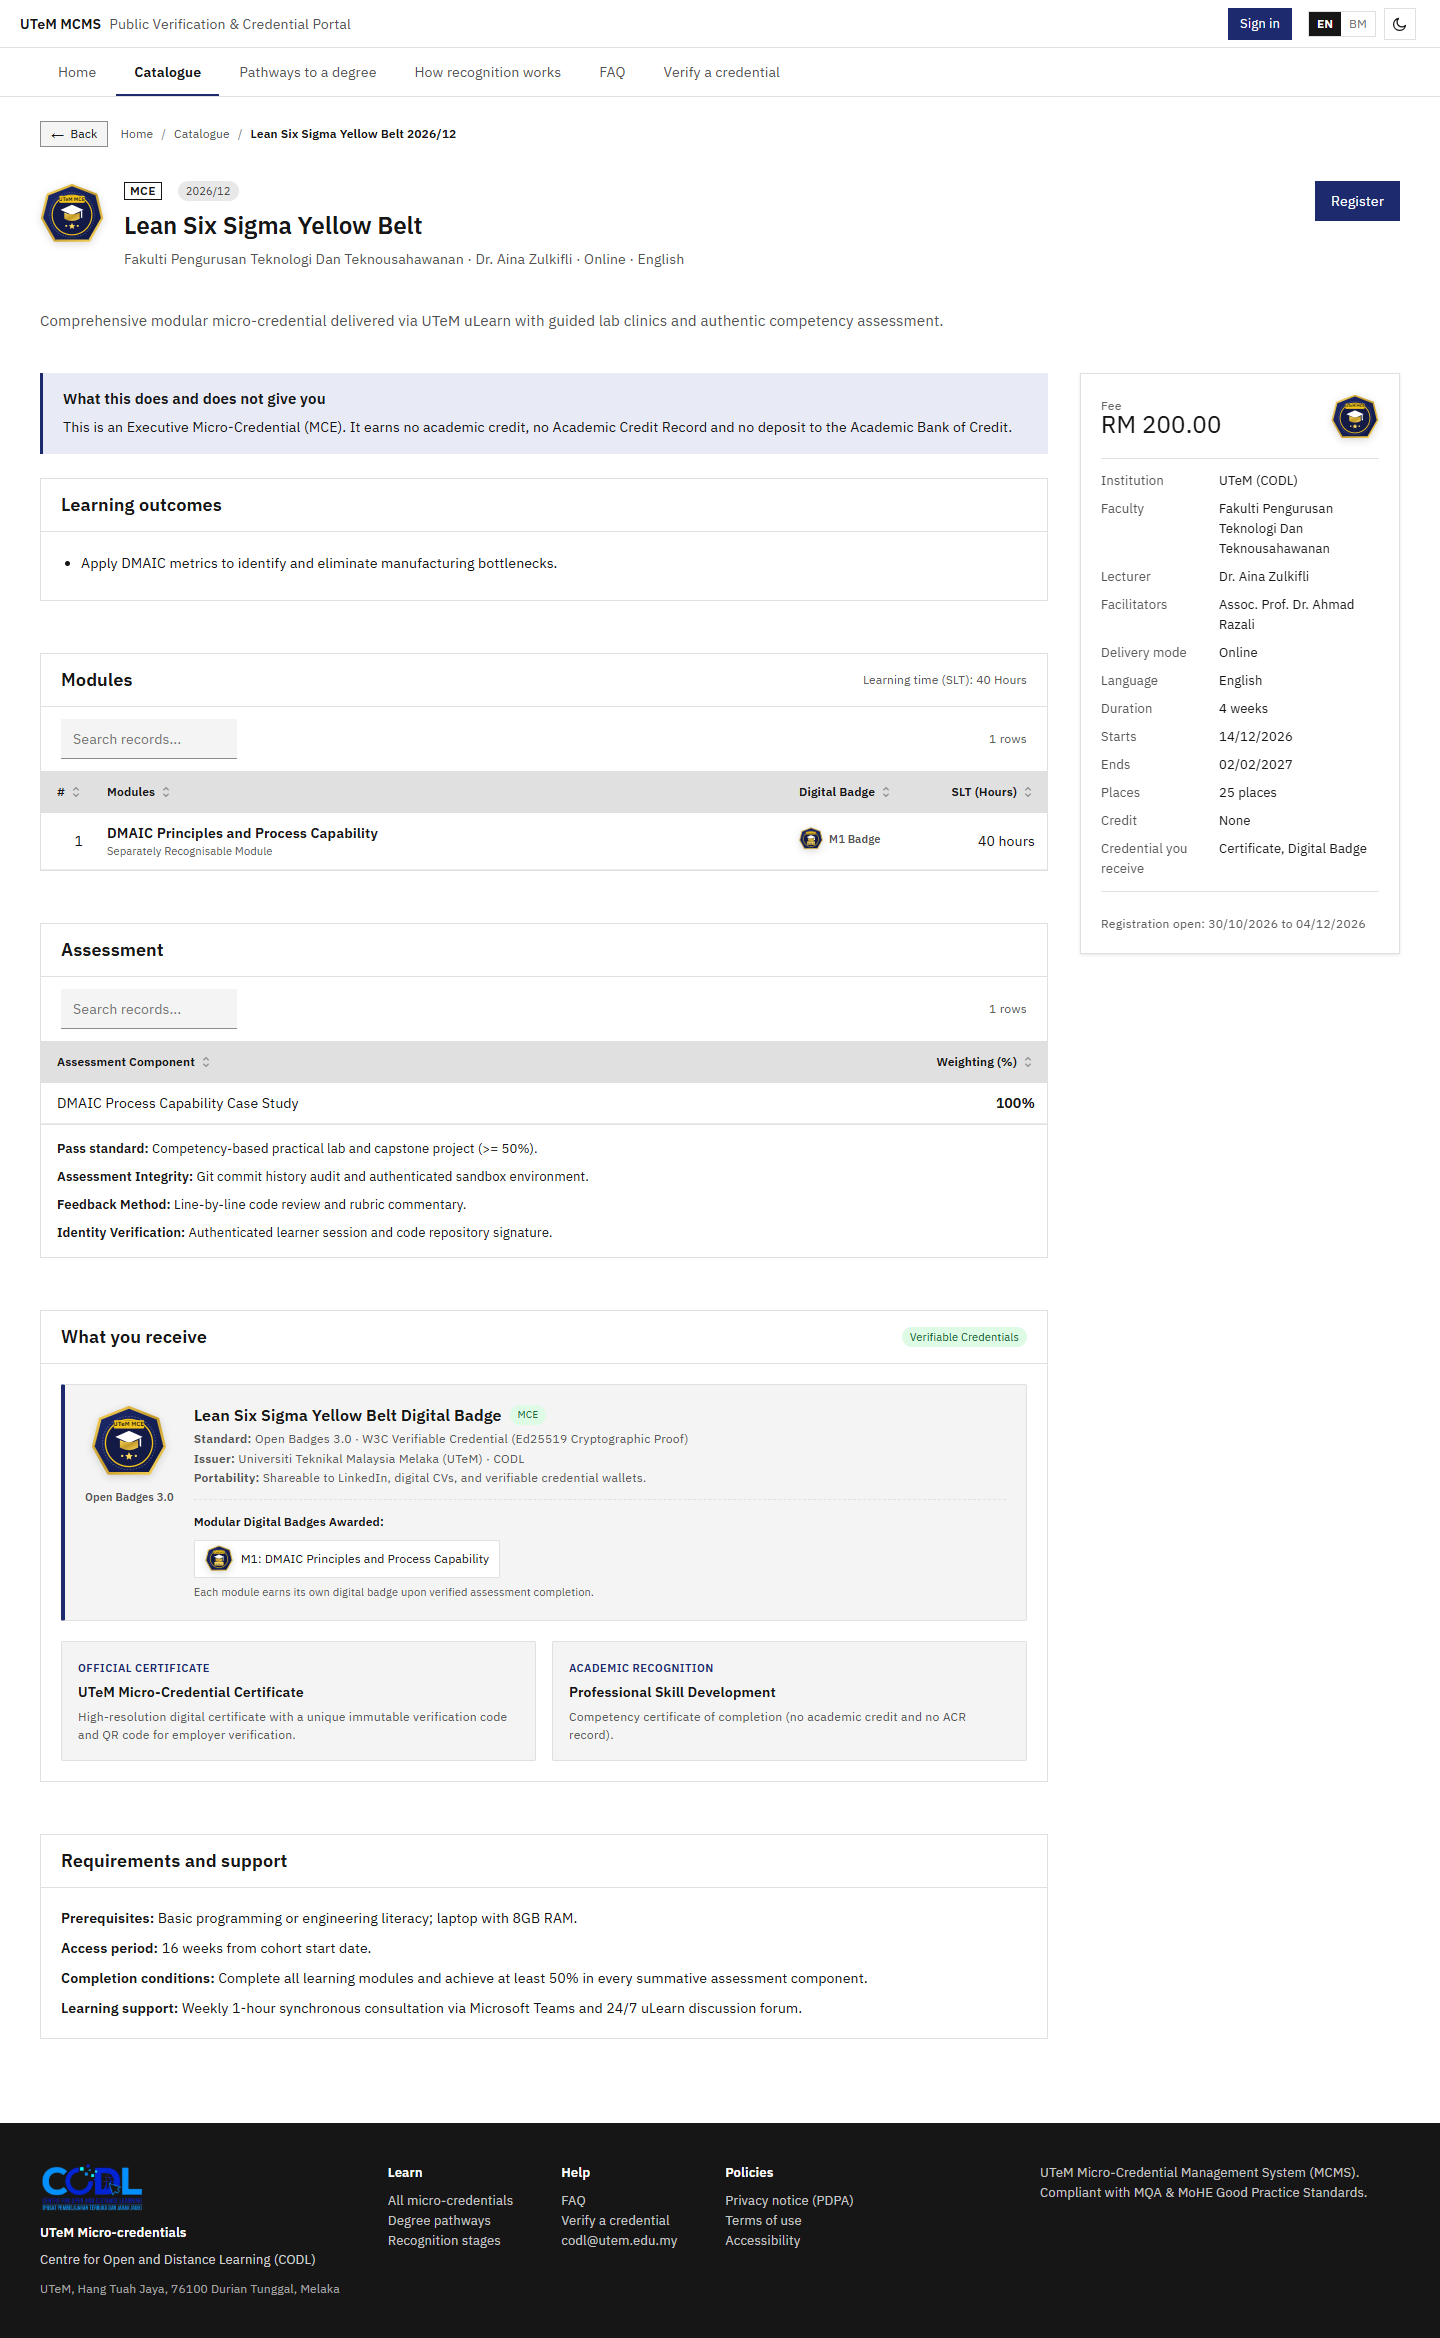 UTeM MCMS Public Verification & Credential Portal
Sign in
EN BM
Home Catalogue Pathways to a degree How recognition works FAQ Verify a credential
← Back Home / Catalogue / Lean Six Sigma Yellow Belt 2026/12
UTeM MCE
MCE 2026/12
Lean Six Sigma Yellow Belt
Fakulti Pengurusan Teknologi Dan Teknousahawanan · Dr. Aina Zulkifli · Online · English
Register
Comprehensive modular micro-credential delivered via UTeM uLearn with guided lab clinics and authentic competency assessment.
What this does and does not give you
This is an Executive Micro-Credential (MCE). It earns no academic credit, no Academic Credit Record and no deposit to the Academic Bank of Credit.
Learning outcomes
• Apply DMAIC metrics to identify and eliminate manufacturing bottlenecks.
Modules
Learning time (SLT): 40 Hours
Search records...
1 rows
# Modules Digital Badge SLT (Hours)
1 DMAIC Principles and Process Capability M1 Badge 40 hours
Separately Recognisable Module
Assessment
Search records...
1 rows
Assessment Component Weighting (%)
DMAIC Process Capability Case Study 100%
Pass standard: Competency-based practical lab and capstone project (>= 50%).
Assessment Integrity: Git commit history audit and authenticated sandbox environment.
Feedback Method: Line-by-line code review and rubric commentary.
Identity Verification: Authenticated learner session and code repository signature.
What you receive
Verifiable Credentials
UTeM MCE
Open Badges 3.0
Lean Six Sigma Yellow Belt Digital Badge MCE
Standard: Open Badges 3.0 · W3C Verifiable Credential (Ed25519 Cryptographic Proof)
Issuer: Universiti Teknikal Malaysia Melaka (UTeM) · CODL
Portability: Shareable to LinkedIn, digital CVs, and verifiable credential wallets.
Modular Digital Badges Awarded:
M1: DMAIC Principles and Process Capability
Each module earns its own digital badge upon verified assessment completion.
OFFICIAL CERTIFICATE
UTeM Micro-Credential Certificate
High-resolution digital certificate with a unique immutable verification code
and QR code for employer verification.
ACADEMIC RECOGNITION
Professional Skill Development
Competency certificate of completion (no academic credit and no ACR
record).
Requirements and support
Prerequisites: Basic programming or engineering literacy; laptop with 8GB RAM.
Access period: 16 weeks from cohort start date.
Completion conditions: Complete all learning modules and achieve at least 50% in every summative assessment component.
Learning support: Weekly 1-hour synchronous consultation via Microsoft Teams and 24/7 uLearn discussion forum.
Fee
RM 200.00
Institution UTeM (CODL)
Faculty Fakulti Pengurusan
Teknologi Dan
Teknousahawanan
Lecturer Dr. Aina Zulkifli
Facilitators Assoc. Prof. Dr. Ahmad
Razali
Delivery mode Online
Language English
Duration 4 weeks
Starts 14/12/2026
Ends 02/02/2027
Places 25 places
Credit None
Credential you Certificate, Digital Badge
receive
Registration open: 30/10/2026 to 04/12/2026
CODL
UTeM Micro-credentials
Centre for Open and Distance Learning (CODL)
UTeM, Hang Tuah Jaya, 76100 Durian Tunggal, Melaka
Learn
All micro-credentials
Degree pathways
Recognition stages
Help
FAQ
Verify a credential
codl@utem.edu.my
Policies
Privacy notice (PDPA)
Terms of use
Accessibility
UTeM Micro-Credential Management System (MCMS).
Compliant with MQA & MoHE Good Practice Standards.